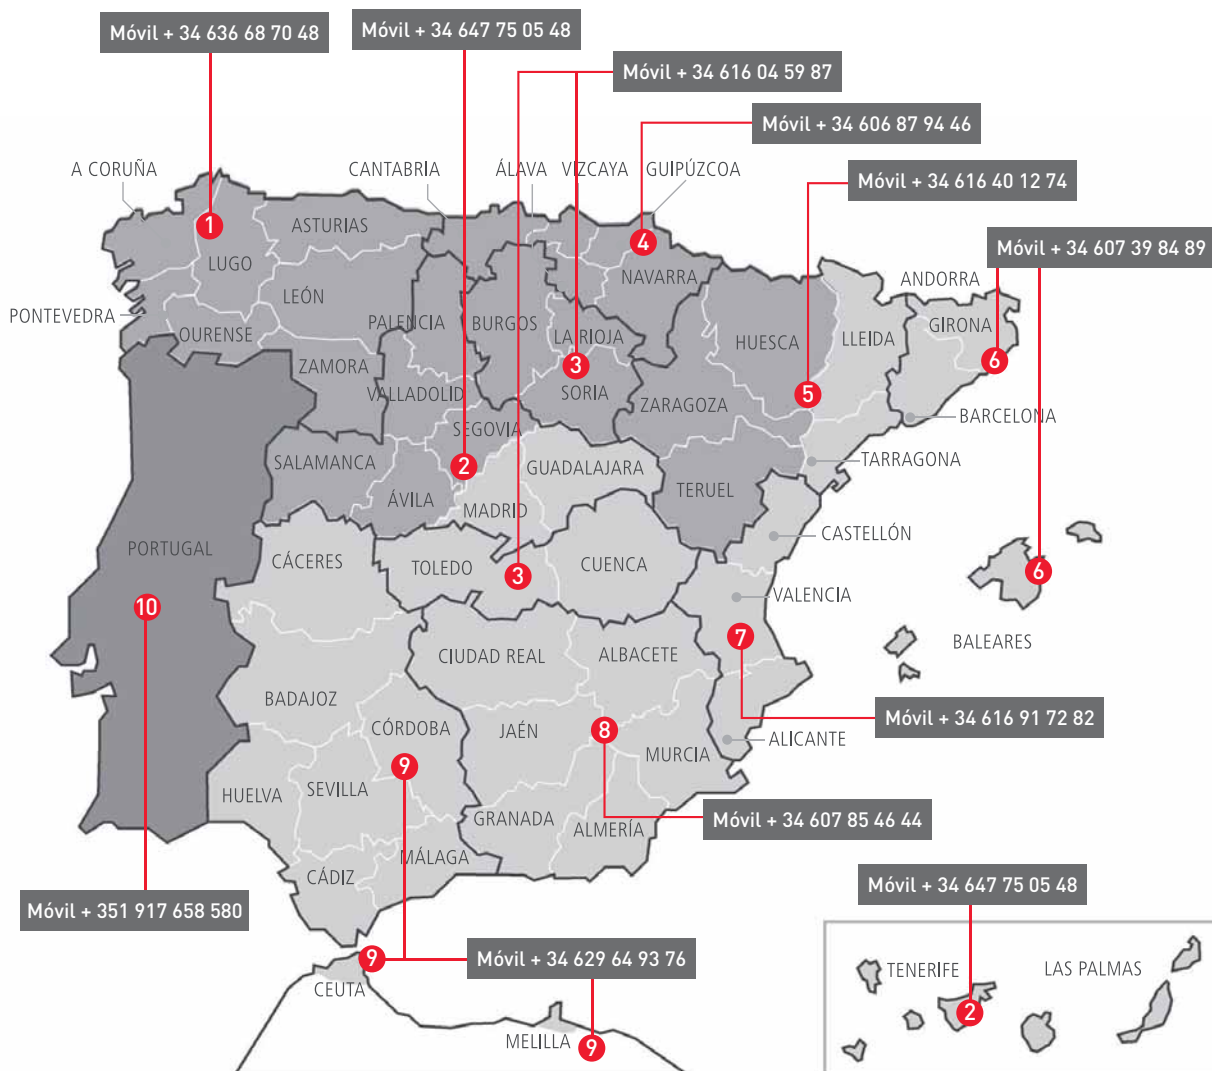 Móvil + 34 636 68 70 48
Móvil + 34 647 75 05 48
Móvil + 34 616 04 59 87
Móvil + 34 606 87 94 46
Móvil + 34 616 40 12 74
Móvil + 34 607 39 84 89
A CORUÑA
CANTABRIA
ÁLAVA
VIZCAYA
GUIPÚZCOA
1
ASTURIAS
4
LUGO
NAVARRA
ANDORRA
LEÓN
PONTEVEDRA
PALENCIA
BURGOS
GIRONA
OURENSE
LA RIOJA
HUESCA
LLEIDA
ZAMORA
3
6
VALLADOLID
SORIA
5
ZARAGOZA
BARCELONA
SEGOVIA
SALAMANCA
2
GUADALAJARA
TARRAGONA
ÁVILA
MADRID
TERUEL
PORTUGAL
CÁCERES
TOLEDO
3
CUENCA
CASTELLÓN
6
10
VALENCIA
7
BALEARES
CIUDAD REAL
ALBACETE
BADAJOZ
CÓRDOBA
JAÉN
8
Móvil + 34 616 91 72 82
ALICANTE
MURCIA
9
SEVILLA
HUELVA
GRANADA
ALMERÍA
Móvil + 34 607 85 46 44
MÁLAGA
CÁDIZ
Móvil + 34 647 75 05 48
Móvil + 351 917 658 580
9
Móvil + 34 629 64 93 76
CEUTA
TENERIFE
LAS PALMAS
2
MELILLA
9